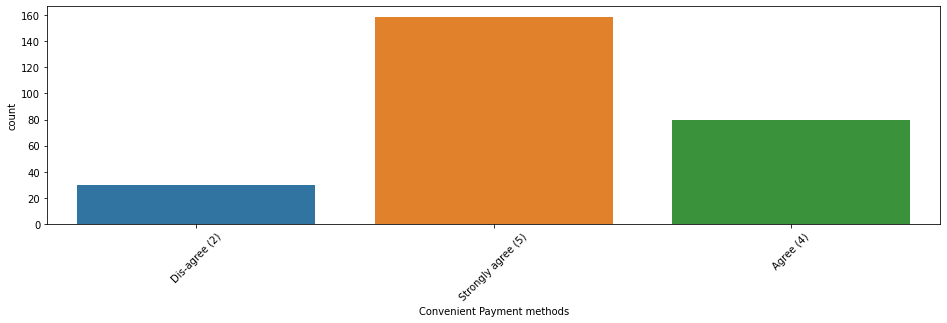 160
140
120
100
80
60
40
20
0
count
Dis-agree (2)
Strongly agree (5)
Agree (4)
Convenient Payment methods